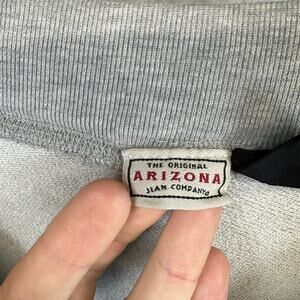 THE ORIGINAL
ARIZONA
JEAN COMPANY®